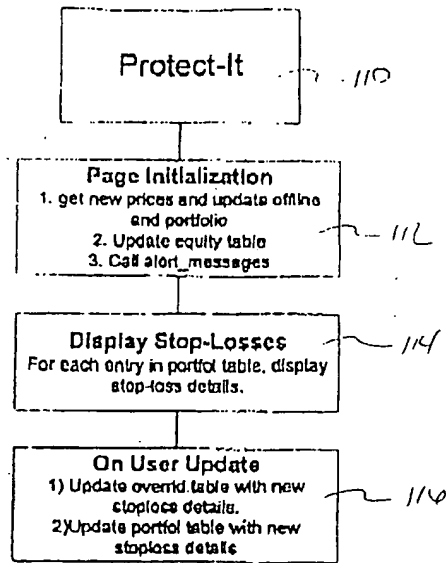 Protect-It
110
Page Initialization
1. get new prices and update offline
and portfolio
2. Update equity table
3. Call alert_messages
112
Display Stop-Losses
For each entry in portfol table, display
stop-loss details.
114
On User Update
1) Update overrid.table with new
stoploss details.
2)Update portfol table with new
stoploss details
116